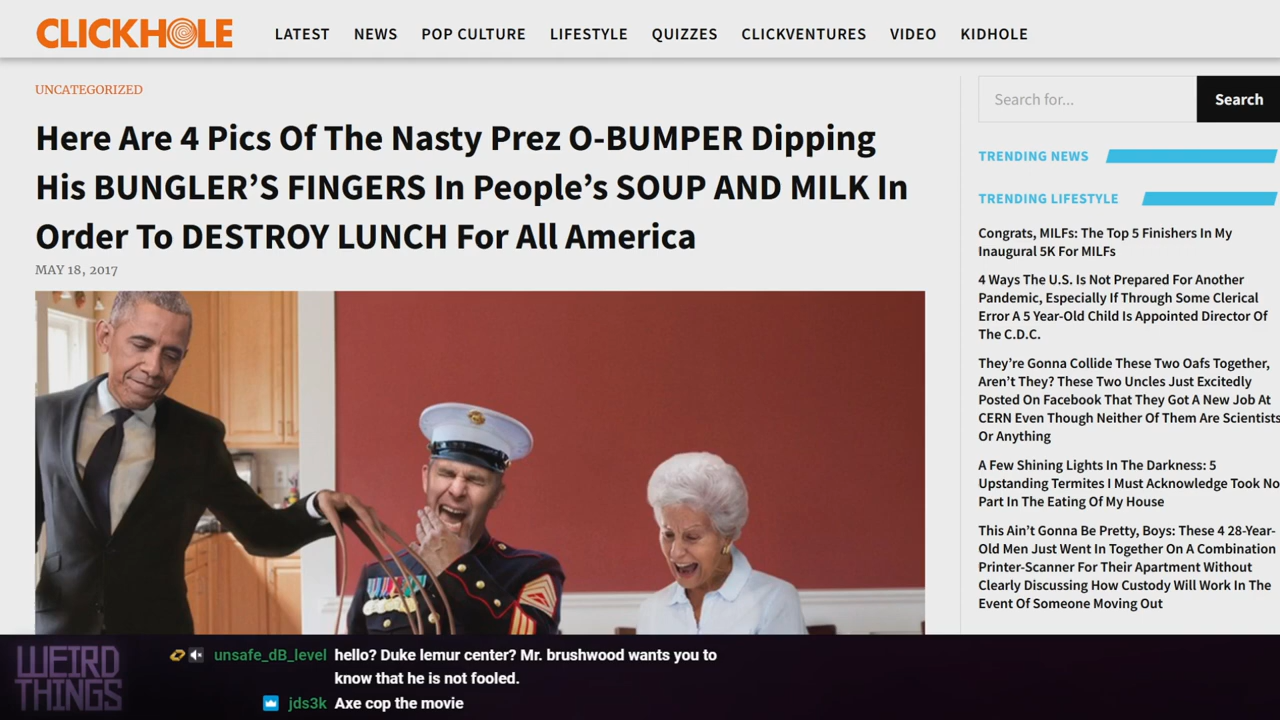 CLICKHOLE
LATEST NEWS POP CULTURE LIFESTYLE QUIZZES CLICKVENTURES VIDEO KIDHOLE
UNCATEGORIZED
Here Are 4 Pics Of The Nasty Prez O-BUMPER Dipping
His BUNGLER’S FINGERS In People’s SOUP AND MILK In
Order To DESTROY LUNCH For All America
MAY 18, 2017
Search for...
Search
TRENDING NEWS
TRENDING LIFESTYLE
Congrats, MILFs: The Top 5 Finishers In My
Inaugural 5K For MILFs
4 Ways The U.S. Is Not Prepared For Another
Pandemic, Especially If Through Some Clerical
Error A 5 Year-Old Child Is Appointed Director Of
The C.D.C.
They’re Gonna Collide These Two Oafs Together,
Aren’t They? These Two Uncles Just Excitedly
Posted On Facebook That They Got A New Job At
CERN Even Though Neither Of Them Are Scientists
Or Anything
A Few Shining Lights In The Darkness: 5
Upstanding Termites I Must Acknowledge Took No
Part In The Eating Of My House
This Ain’t Gonna Be Pretty, Boys: These 4 28-Year-
Old Men Just Went In Together On A Combination
Printer-Scanner For Their Apartment Without
Clearly Discussing How Custody Will Work In The
Event Of Someone Moving Out
WEIRD
THINGS
unsafe_dB_level hello? Duke lemur center? Mr. brushwood wants you to
know that he is not fooled.
jds3k Axe cop the movie